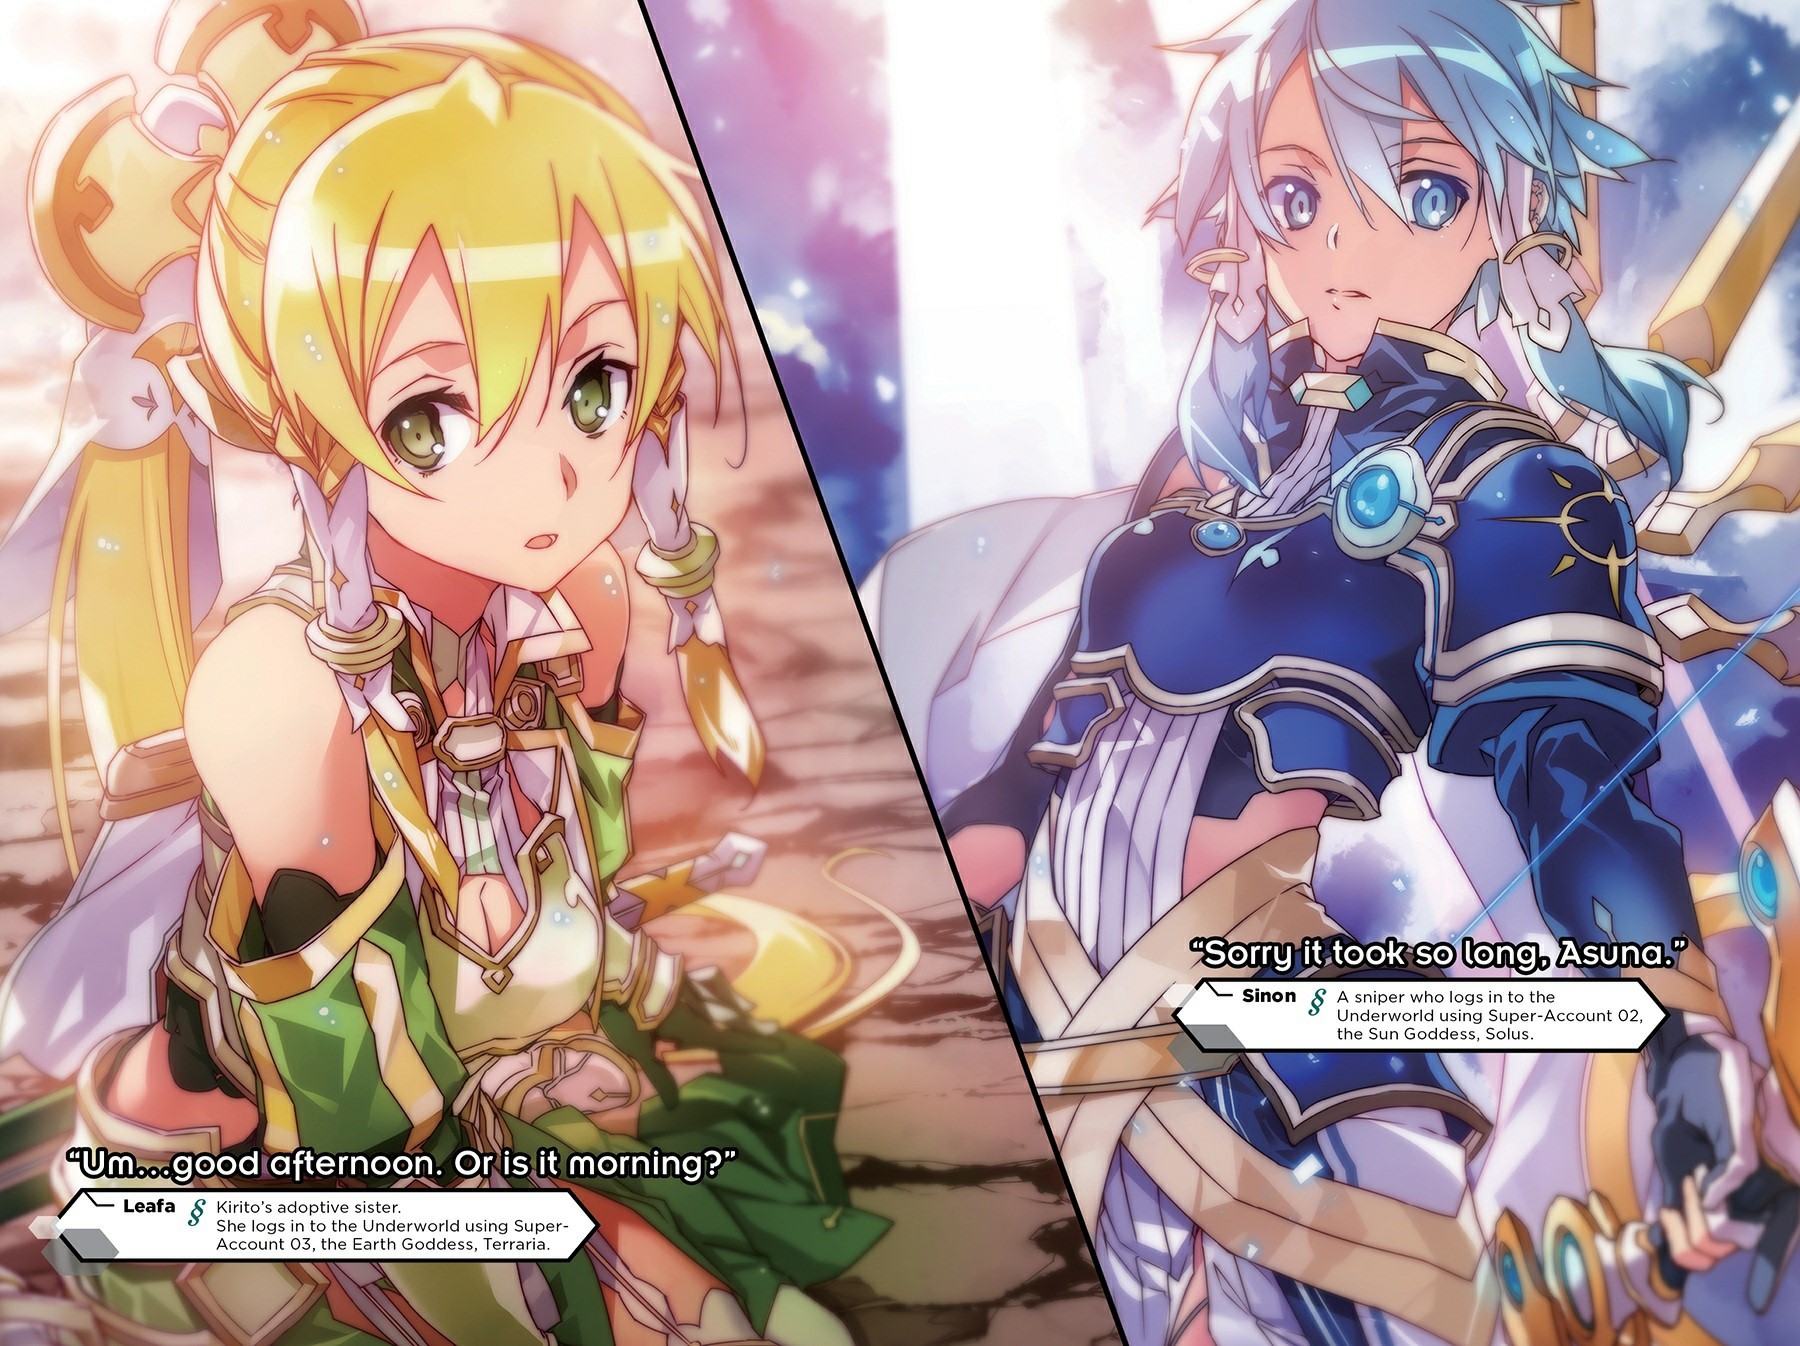 “Um...good afternoon. Or is it morning?”
Leafa § Kirito’s adoptive sister.
She logs in to the Underworld using Super-
Account 03, the Earth Goddess, Terraria.
“Sorry it took so long, Asuna.”
Sinon § A sniper who logs in to the
Underworld using Super-Account 02,
the Sun Goddess, Solus.